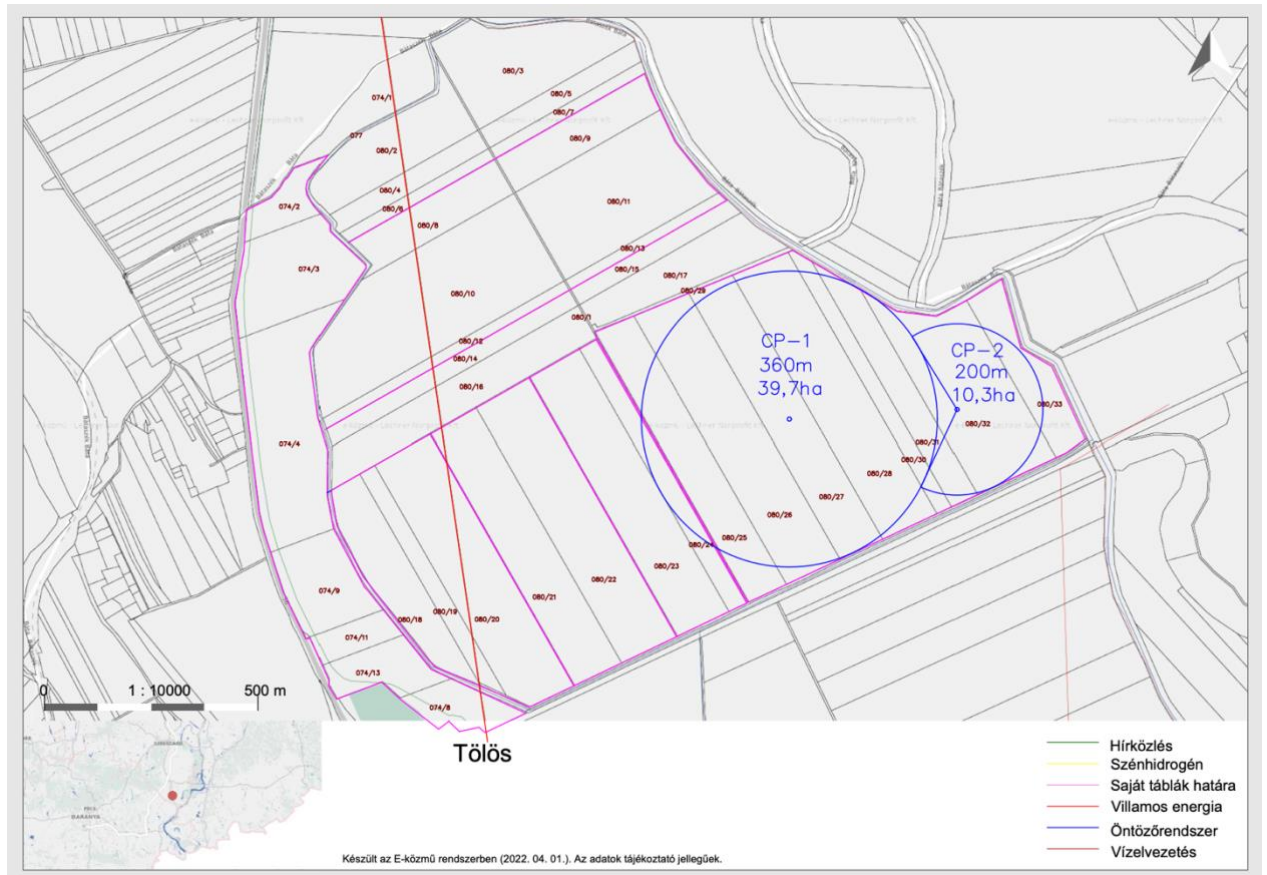 080/3
074/1
080/5
080/7
077
080/9
080/2
080/4
080/6
080/8
074/2
080/11
074/3
080/13
080/15
080/17
080/29
080/10
080/1
080/12
080/14
080/16
CP-1
360m
39,7ha
CP-2
200m
10,3ha
080/33
080/32
080/31
080/30
080/28
080/27
080/26
080/25
080/24
080/23
080/22
080/21
080/20
080/19
080/18
074/4
074/9
074/11
074/13
074/8
0 1 : 10000 500 m
Tölös
Hírközlés
Szénhidrogén
Saját táblák határa
Villamos energia
Öntözőrendszer
Vízelvezetés
Készült az E-közmű rendszerben (2022. 04. 01.). Az adatok tájékoztató jellegűek.